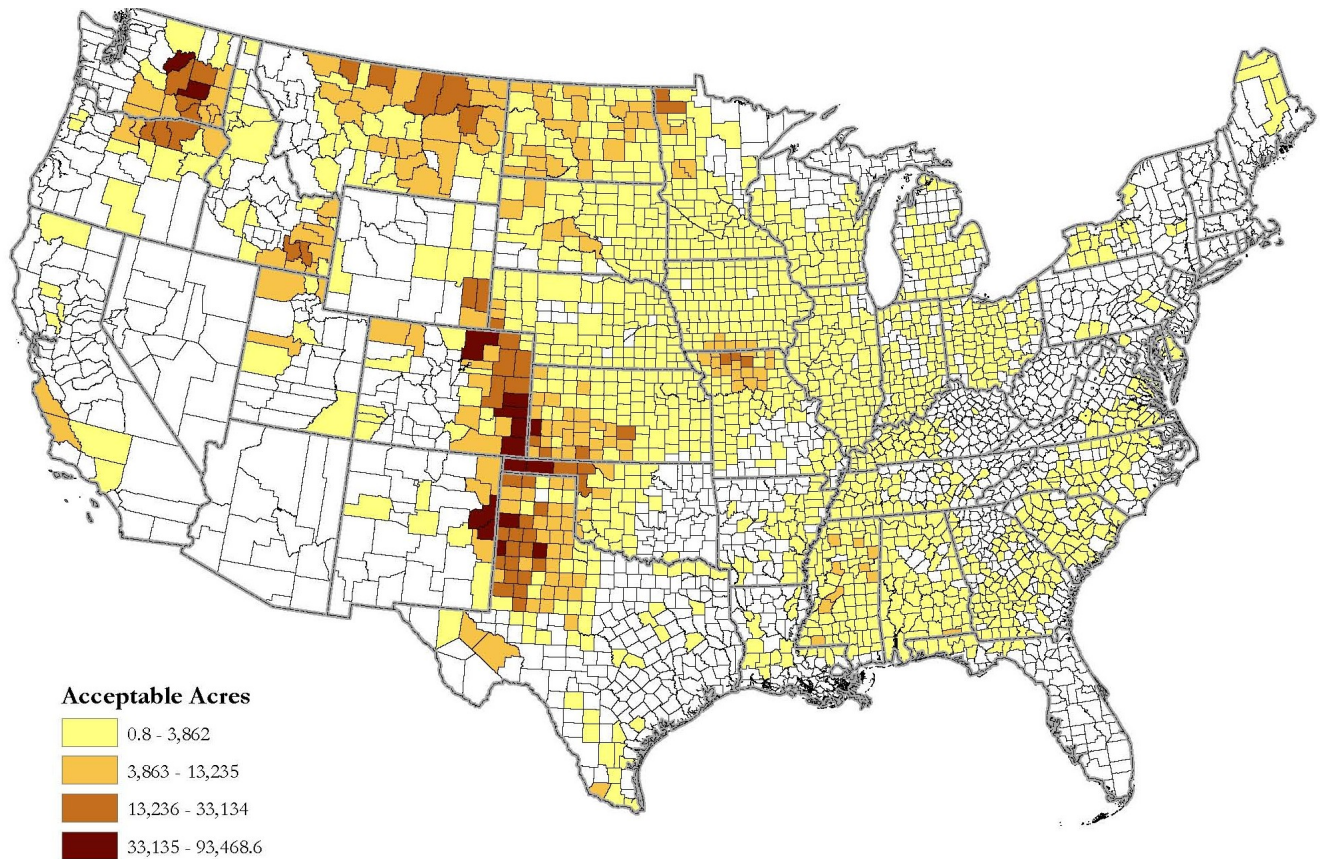 Acceptable Acres
0.8 - 3,862
3,863 - 13,235
13,236 - 33,134
33,135 - 93,468.6